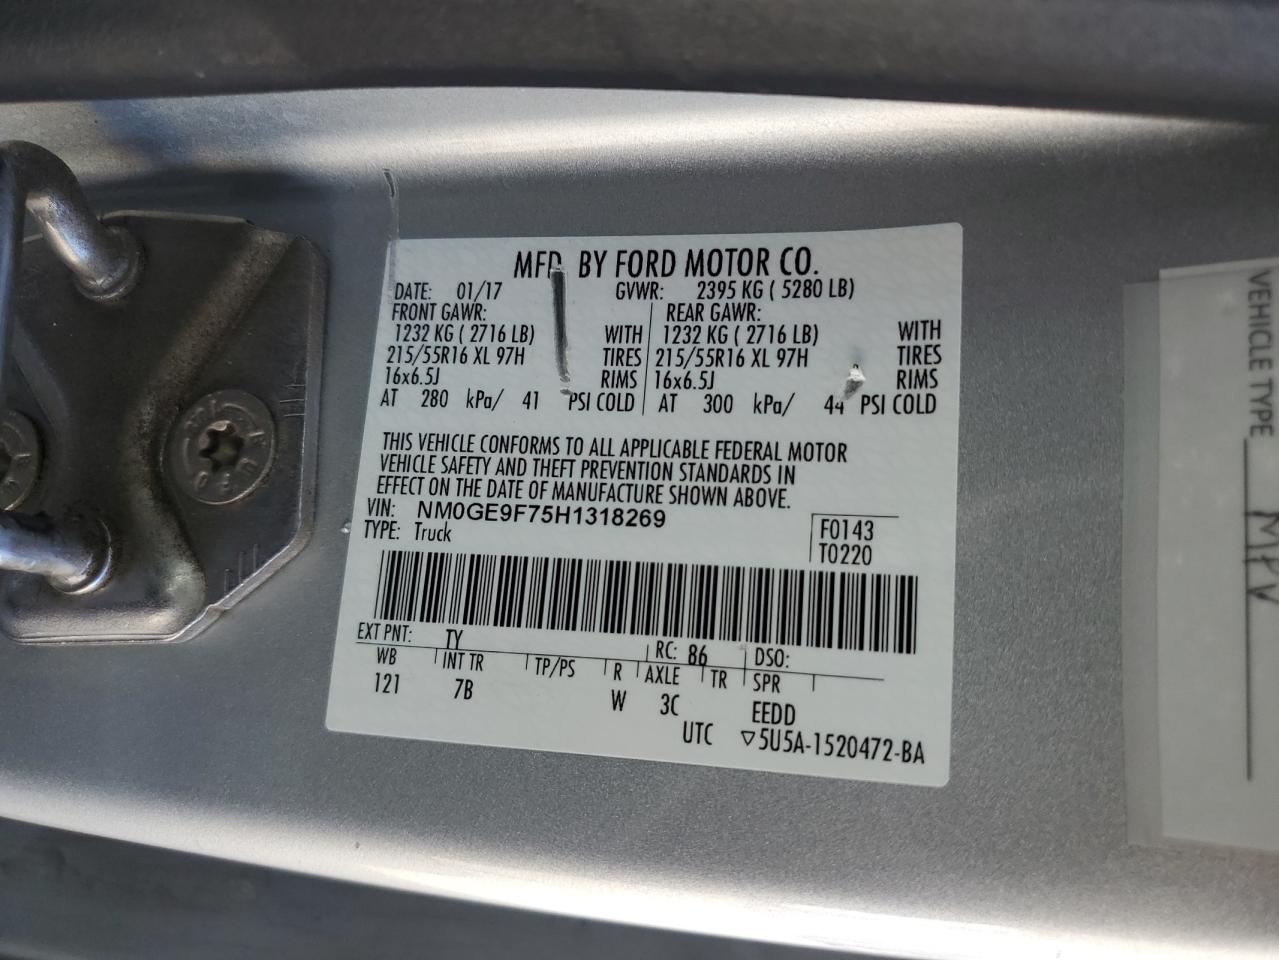 MFD BY FORD MOTOR CO.
DATE: 01/17 GVWR: 2395 KG ( 5280 LB)
FRONT GAWR: REAR GAWR:
1232 KG ( 2716 LB) WITH 1232 KG ( 2716 LB) WITH
215/55R16 XL 97H TIRES 215/55R16 XL 97H TIRES
16x6.5J RIMS 16x6.5J RIMS
AT 280 kPa/ 41 PSI COLD AT 300 kPa/ 44 PSI COLD
THIS VEHICLE CONFORMS TO ALL APPLICABLE FEDERAL MOTOR
VEHICLE SAFETY AND THEFT PREVENTION STANDARDS IN
EFFECT ON THE DATE OF MANUFACTURE SHOWN ABOVE.
VIN: NM0GE9F75H1318269
TYPE: Truck
F0143
T0220
EXT PNT: TY RC: 86 DSO:
WB INT TR TP/PS R AXLE TR SPR
121 7B W 3C EEDD
UTC ▽5U5A-1520472-BA
VEHICLE TYPE
MPV